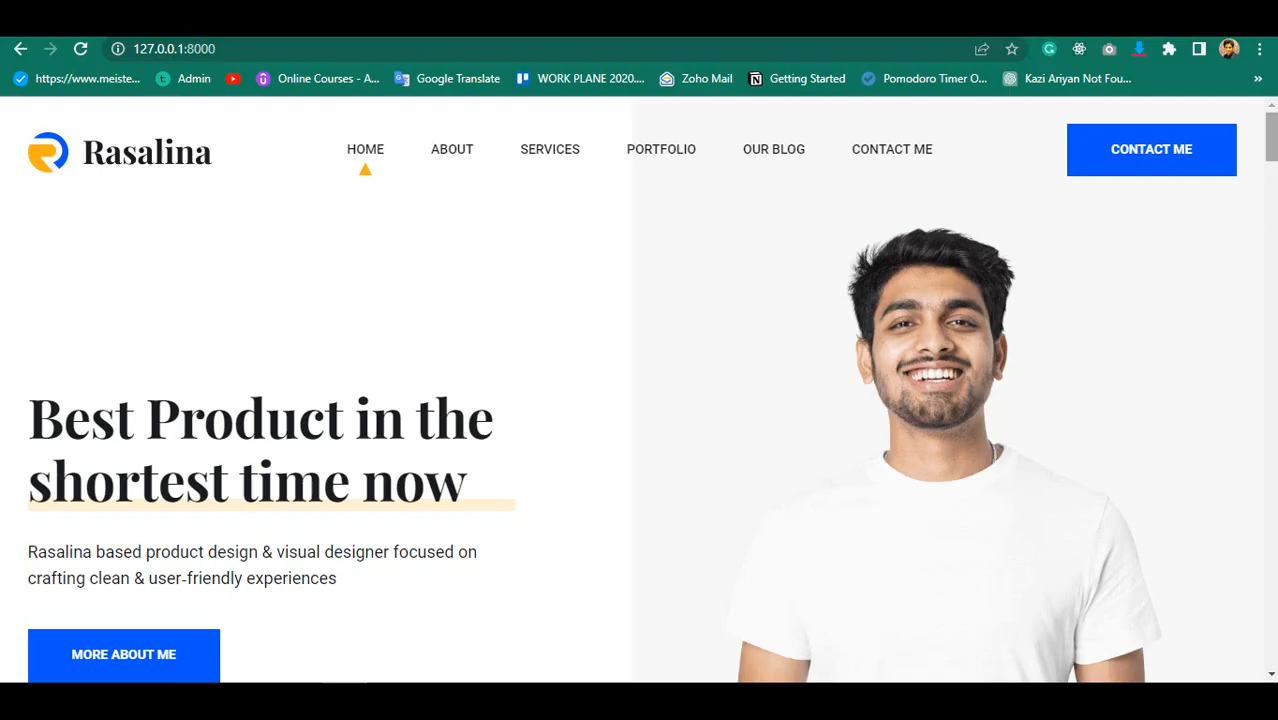 127.0.0.1:8000
https://www.meiste...
Admin
Online Courses - A...
Google Translate
WORK PLANE 2020....
Zoho Mail
Getting Started
Pomodoro Timer O...
Kazi Ariyan Not Fou...
»
Rasalina
HOME
ABOUT
SERVICES
PORTFOLIO
OUR BLOG
CONTACT ME
CONTACT ME
Best Product in the
shortest time now
Rasalina based product design & visual designer focused on
crafting clean & user-friendly experiences
MORE ABOUT ME